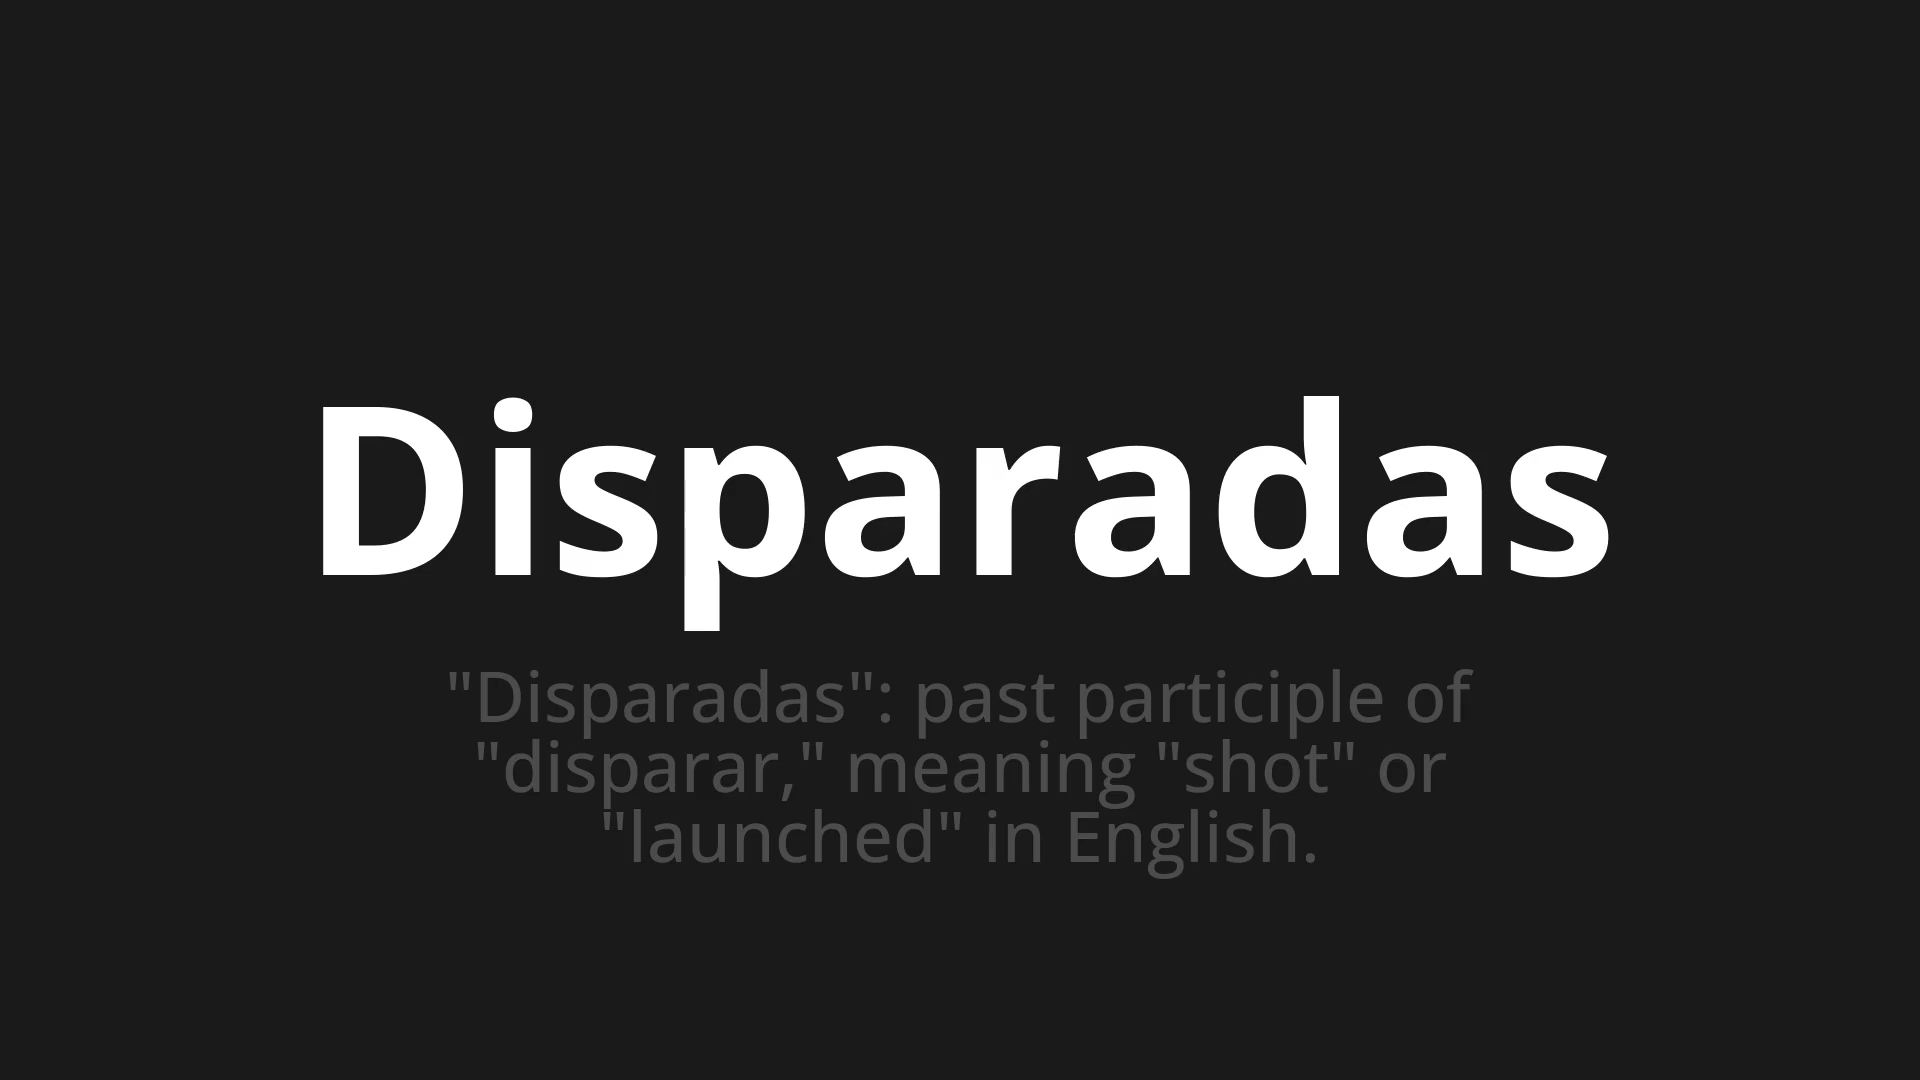 Disparadas
"Disparadas": past participle of
"disparar," meaning "shot" or
"launched" in English.